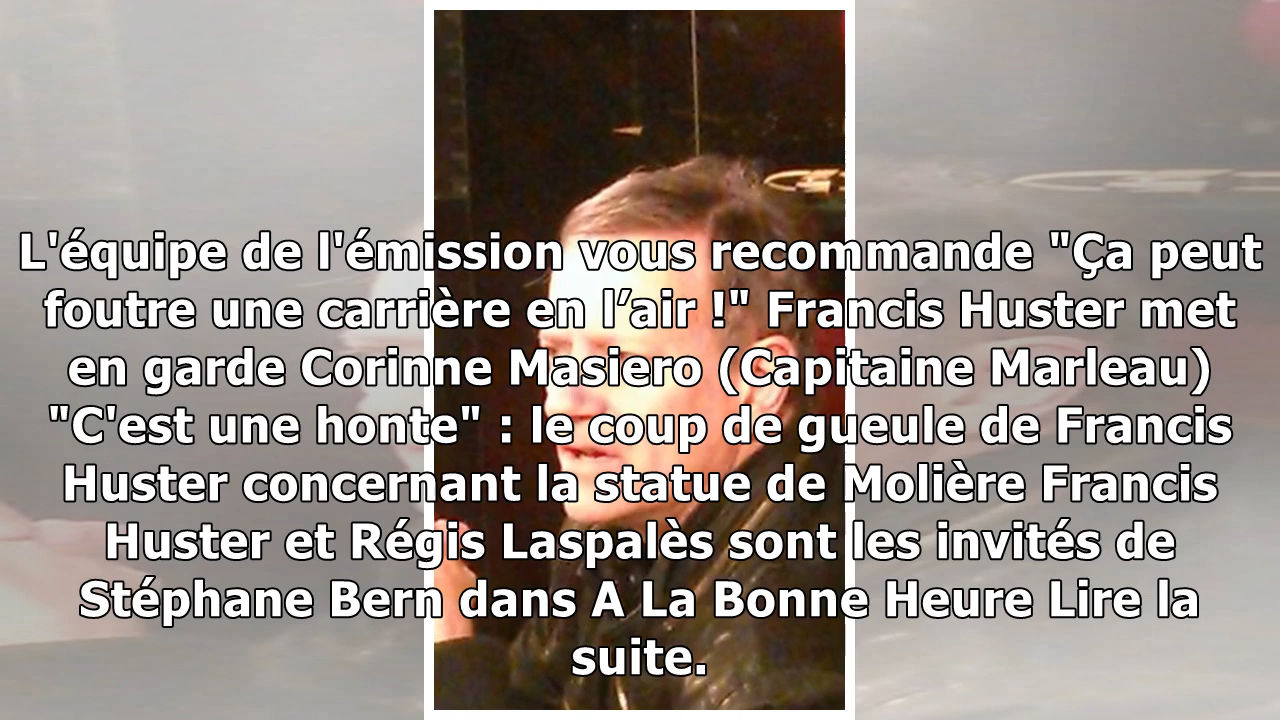 L'équipe de l'émission vous recommande "Ça peut
foutre une carrière en l’air !" Francis Huster met
en garde Corinne Masiero (Capitaine Marleau)
"C'est une honte" : le coup de gueule de Francis
Huster concernant la statue de Molière Francis
Huster et Régis Laspalès sont les invités de
Stéphane Bern dans A La Bonne Heure Lire la
suite.